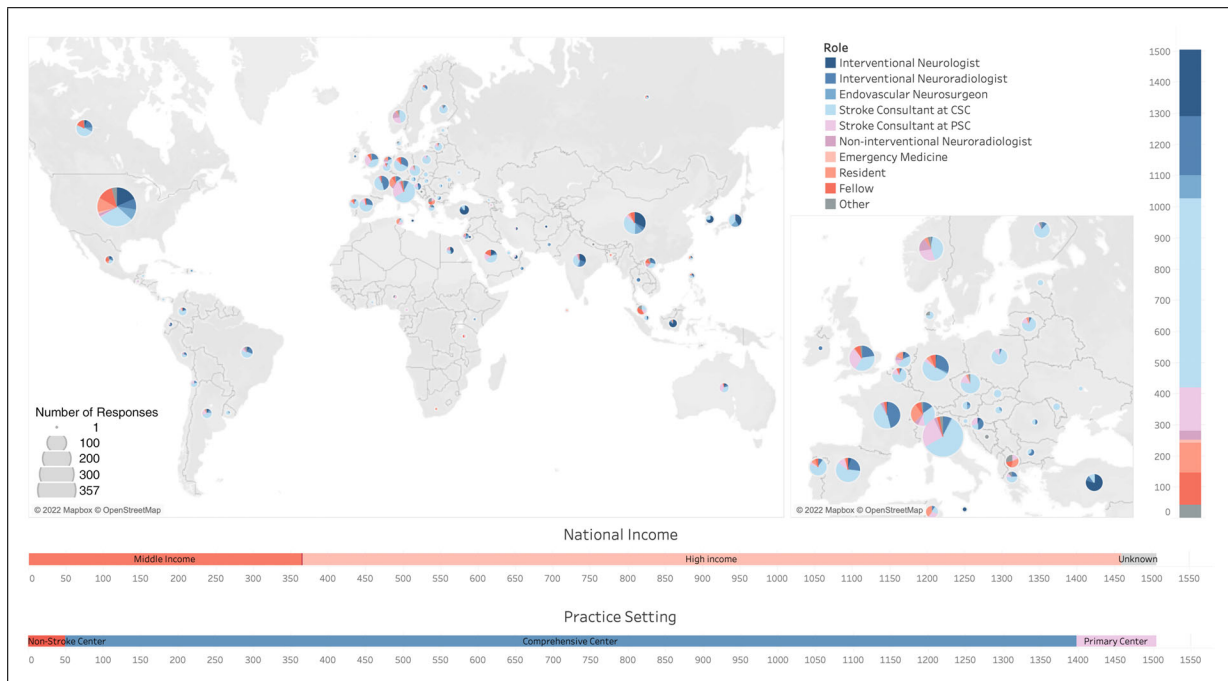 Role
Interventional Neurologist
Interventional Neuroradiologist
Endovascular Neurosurgeon
Stroke Consultant at CSC
Stroke Consultant at PSC
Non-interventional Neuroradiologist
Emergency Medicine
Resident
Fellow
Other
1500
1400
1300
1200
1100
1000
900
800
700
600
500
400
300
200
100
0
Number of Responses
1
100
200
300
357
© 2022 Mapbox © OpenStreetMap
© 2022 Mapbox © OpenStreetMap
National Income
Middle Income High income Unknown
0 50 100 150 200 250 300 350 400 450 500 550 600 650 700 750 800 850 900 950 1000 1050 1100 1150 1200 1250 1300 1350 1400 1450 1500 1550
Practice Setting
Non-Stroke Center Comprehensive Center Primary Center
0 50 100 150 200 250 300 350 400 450 500 550 600 650 700 750 800 850 900 950 1000 1050 1100 1150 1200 1250 1300 1350 1400 1450 1500 1550